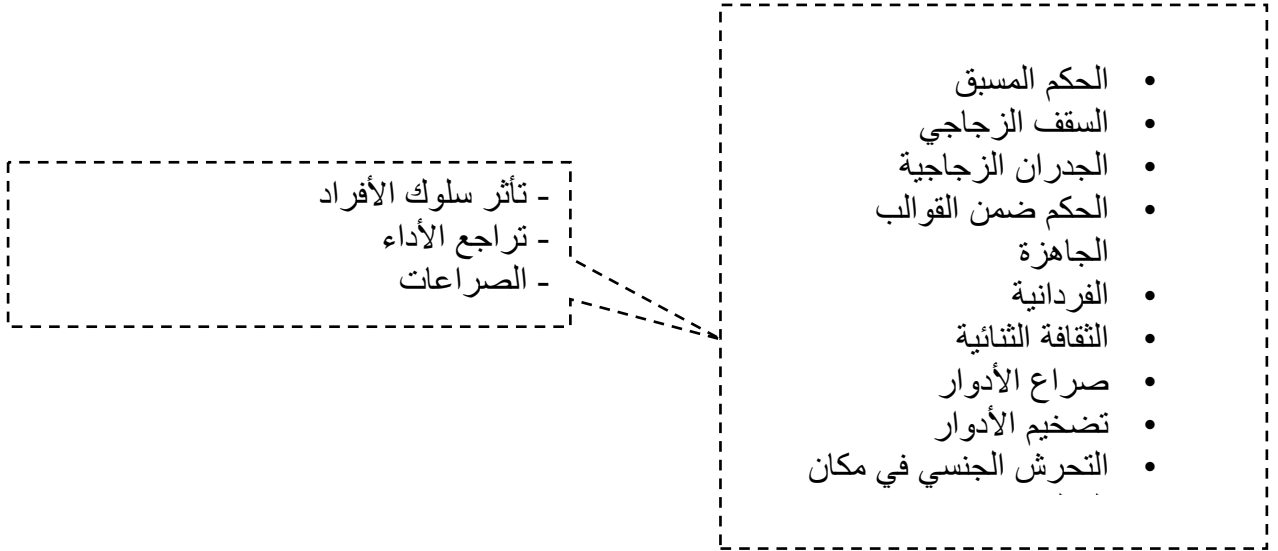 • الحكم المسبق
• السقف الزجاجي
• الجدران الزجاجية
• الحكم ضمن القوالب
الجاهزة
• الفردانية
• الثقافة الثنائية
• صراع الأدوار
• تضخيم الأدوار
• التحرش الجنسي في مكان
- تأثر سلوك الأفراد
- تراجع الأداء
- الصراعات